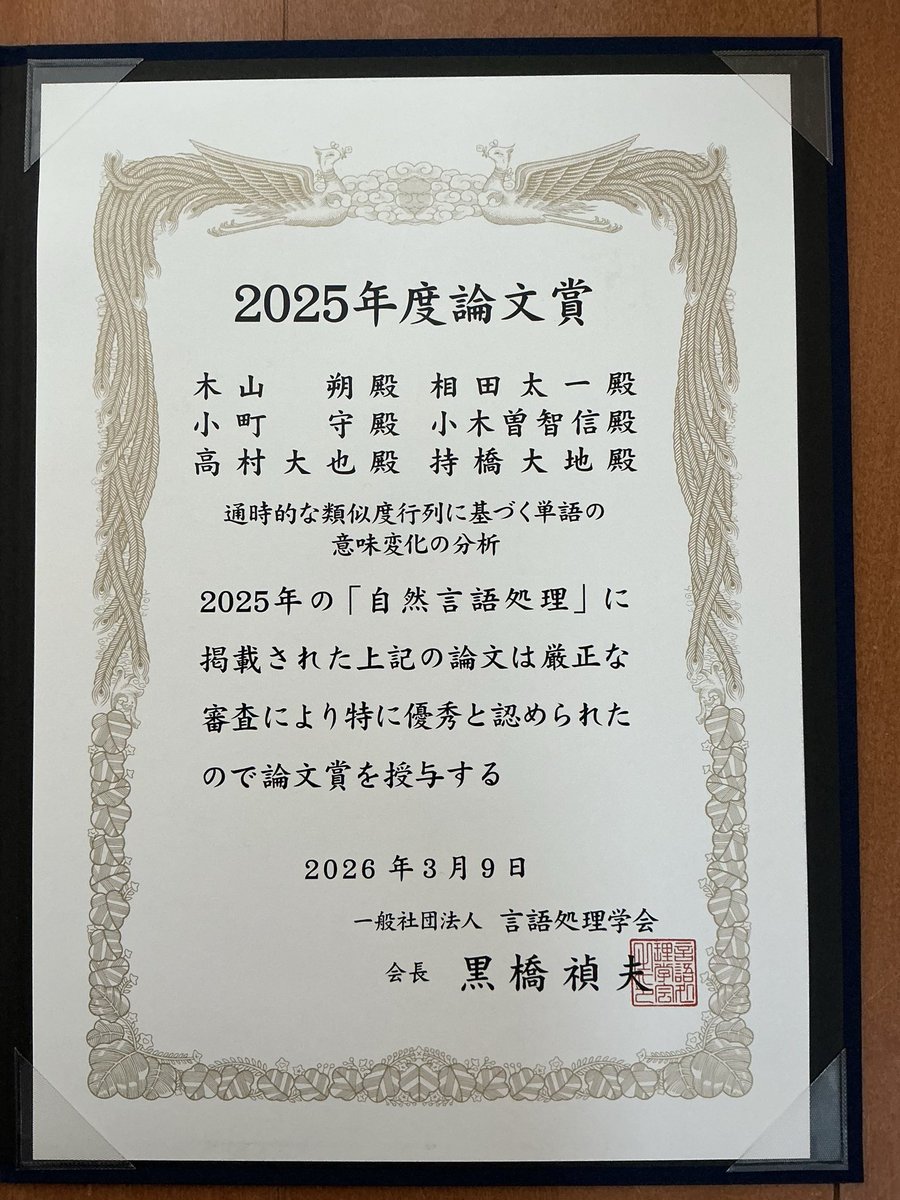 2025年度論文賞
木山 朔殿 相田太一殿
小町 守殿 小木曽智信殿
高村大也殿 持橋大地殿
通時的な類似度行列に基づく単語の
意味変化の分析
2025年の「自然言語処理」に
掲載された上記の論文は厳正な
審査により特に優秀と認められた
ので論文賞を授与する
2026年3月9日
一般社団法人 言語処理学会
会長 黒橋禎夫